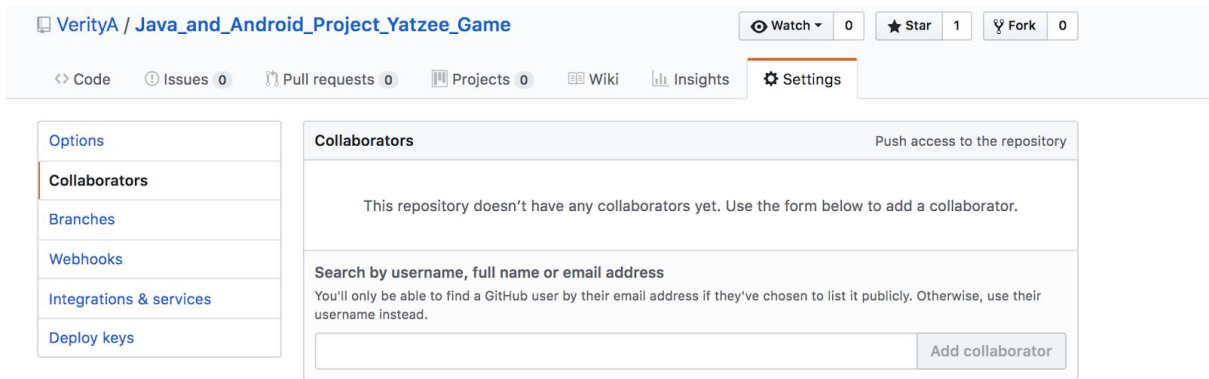 VerityA / Java_and_Android_Project_Yatzee_Game
Watch 0 Star 1 Fork 0
Code Issues 0 Pull requests 0 Projects 0 Wiki Insights Settings
Options
Collaborators
Branches
Webhooks
Integrations & services
Deploy keys
Collaborators Push access to the repository
This repository doesn't have any collaborators yet. Use the form below to add a collaborator.
Search by username, full name or email address
You'll only be able to find a GitHub user by their email address if they've chosen to list it publicly. Otherwise, use their
username instead.
Add collaborator